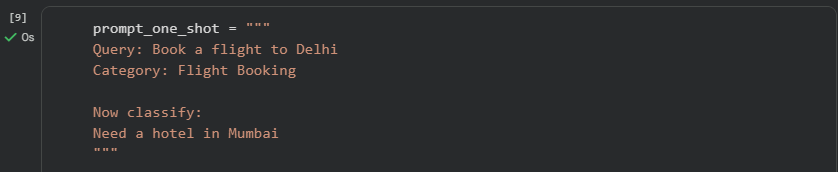 [9]
0s
prompt_one_shot = """
Query: Book a flight to Delhi
Category: Flight Booking

Now classify:
Need a hotel in Mumbai
"""